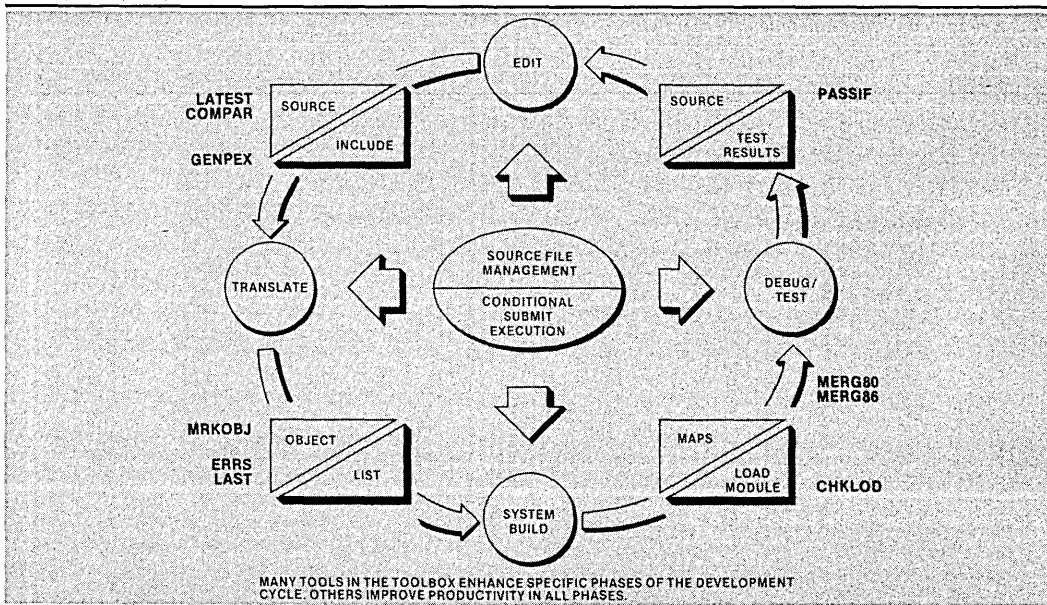 EDIT
LATEST
COMPAR
SOURCE
INCLUDE
GENPEX
SOURCE
TEST
RESULTS
PASSIF
TRANSLATE
SOURCE FILE
MANAGEMENT
CONDITIONAL
SUBMIT
EXECUTION
DEBUG/
TEST
MRKOBJ
ERRS
LAST
OBJECT
LIST
SYSTEM
BUILD
MAPS
LOAD
MODULE
MERG80
MERG86
CHKLOD
MANY TOOLS IN THE TOOLBOX ENHANCE SPECIFIC PHASES OF THE DEVELOPMENT
CYCLE. OTHERS IMPROVE PRODUCTIVITY IN ALL PHASES.